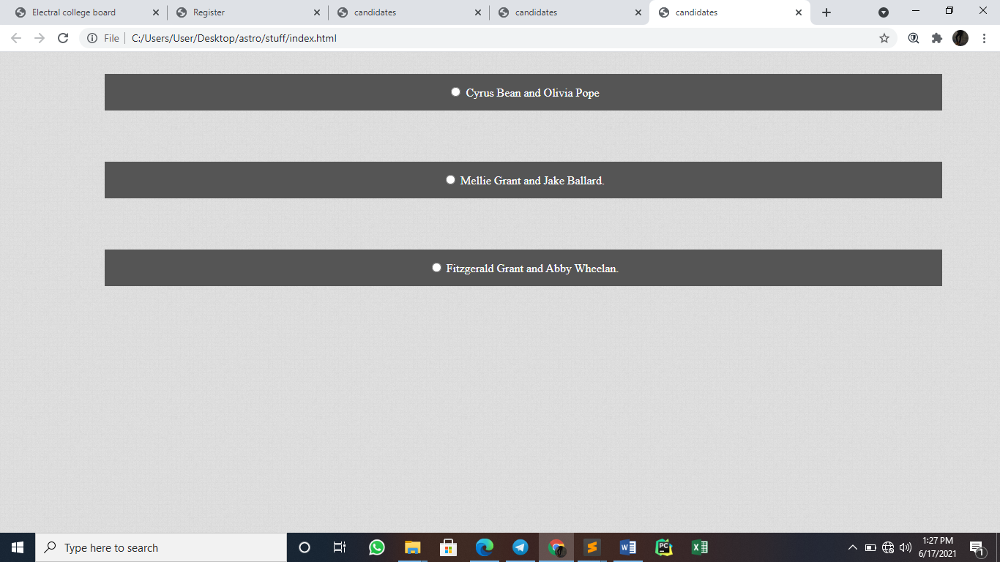 Electral college board
Register
candidates
candidates
candidates
File
C:/Users/User/Desktop/astro/stuff/index.html
Cyrus Bean and Olivia Pope
Mellie Grant and Jake Ballard.
Fitzgerald Grant and Abby Wheelan.
Type here to search
W
PC
X
1:27 PM
6/17/2021
1